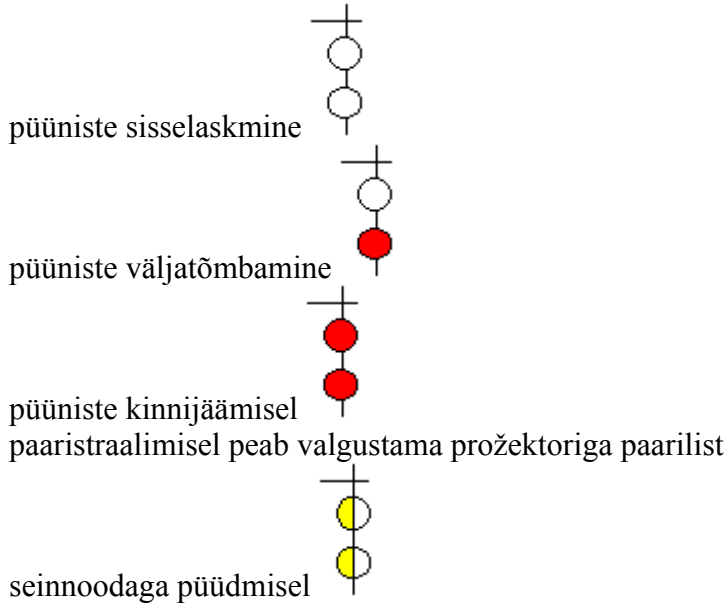 püüniste sisselaskmine
püüniste väljatõmbamine
püüniste kinnijäämisel
paaristraalimisel peab valgustama prožektoriga paarilist
seinnoodaga püüdmisel